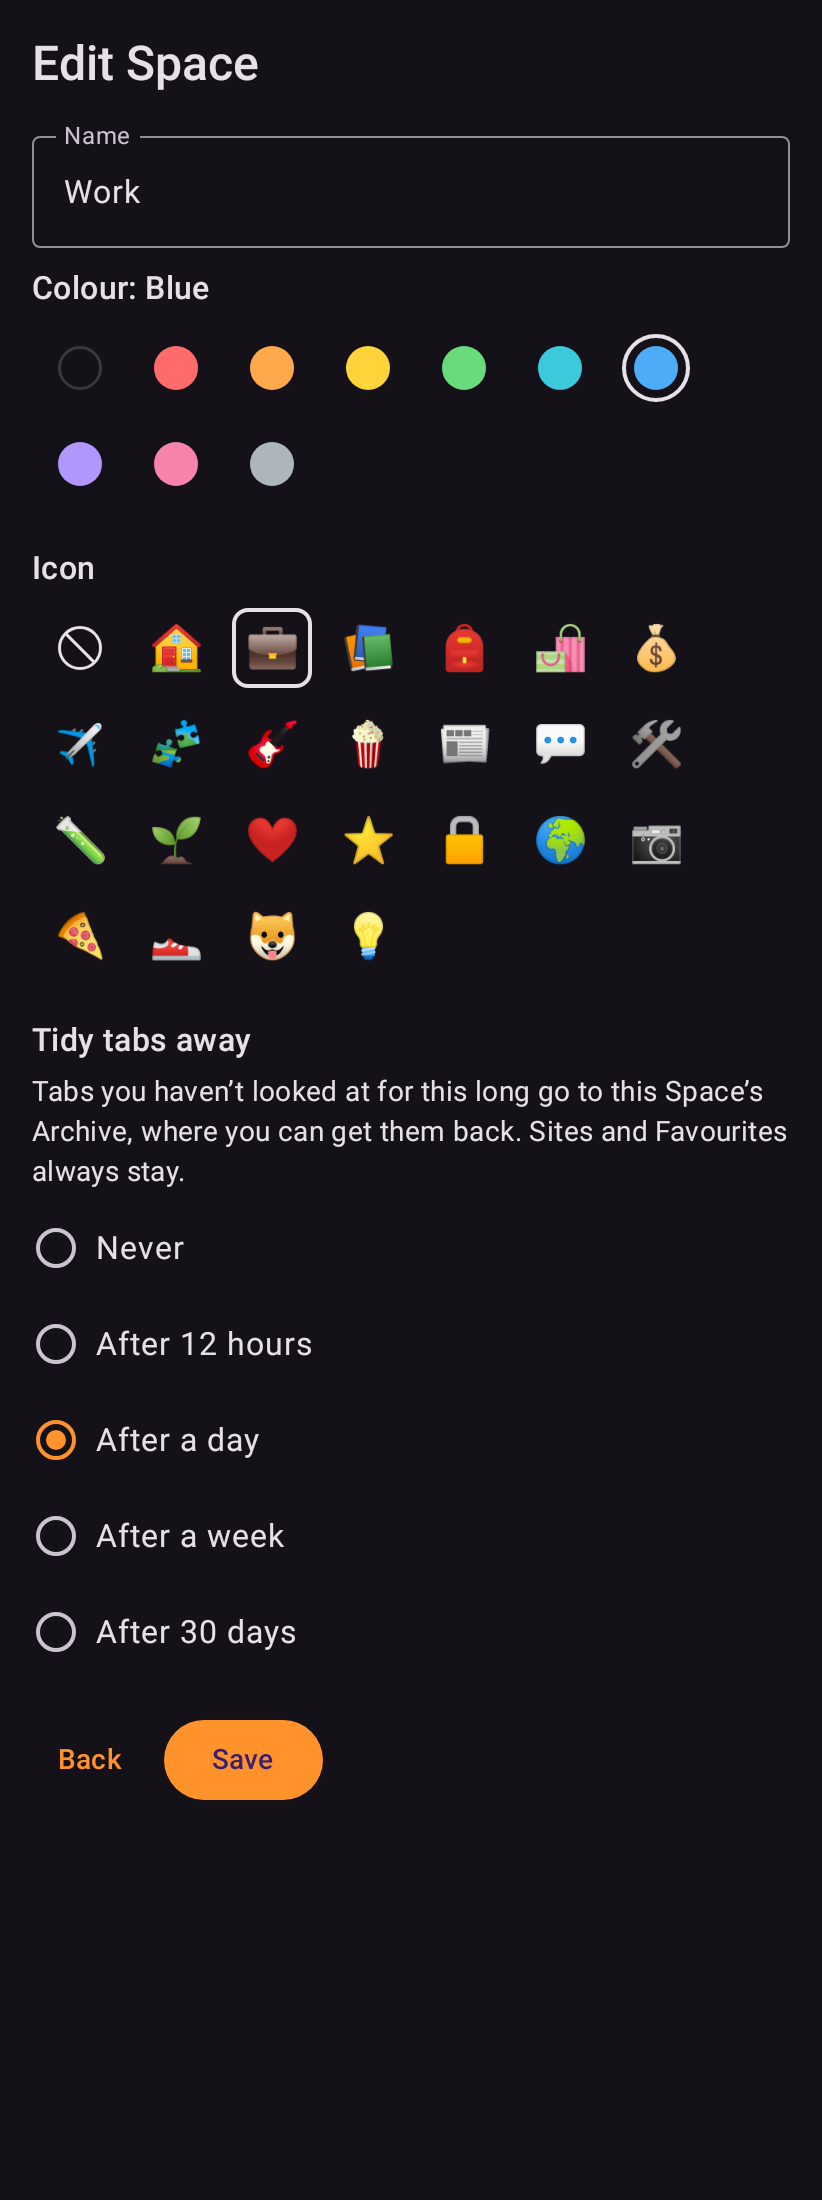 Edit Space
Name
Work
Colour: Blue
Icon
Tidy tabs away
Tabs you haven’t looked at for this long go to this Space’s
Archive, where you can get them back. Sites and Favourites
always stay.
Never
After 12 hours
After a day
After a week
After 30 days
Back
Save